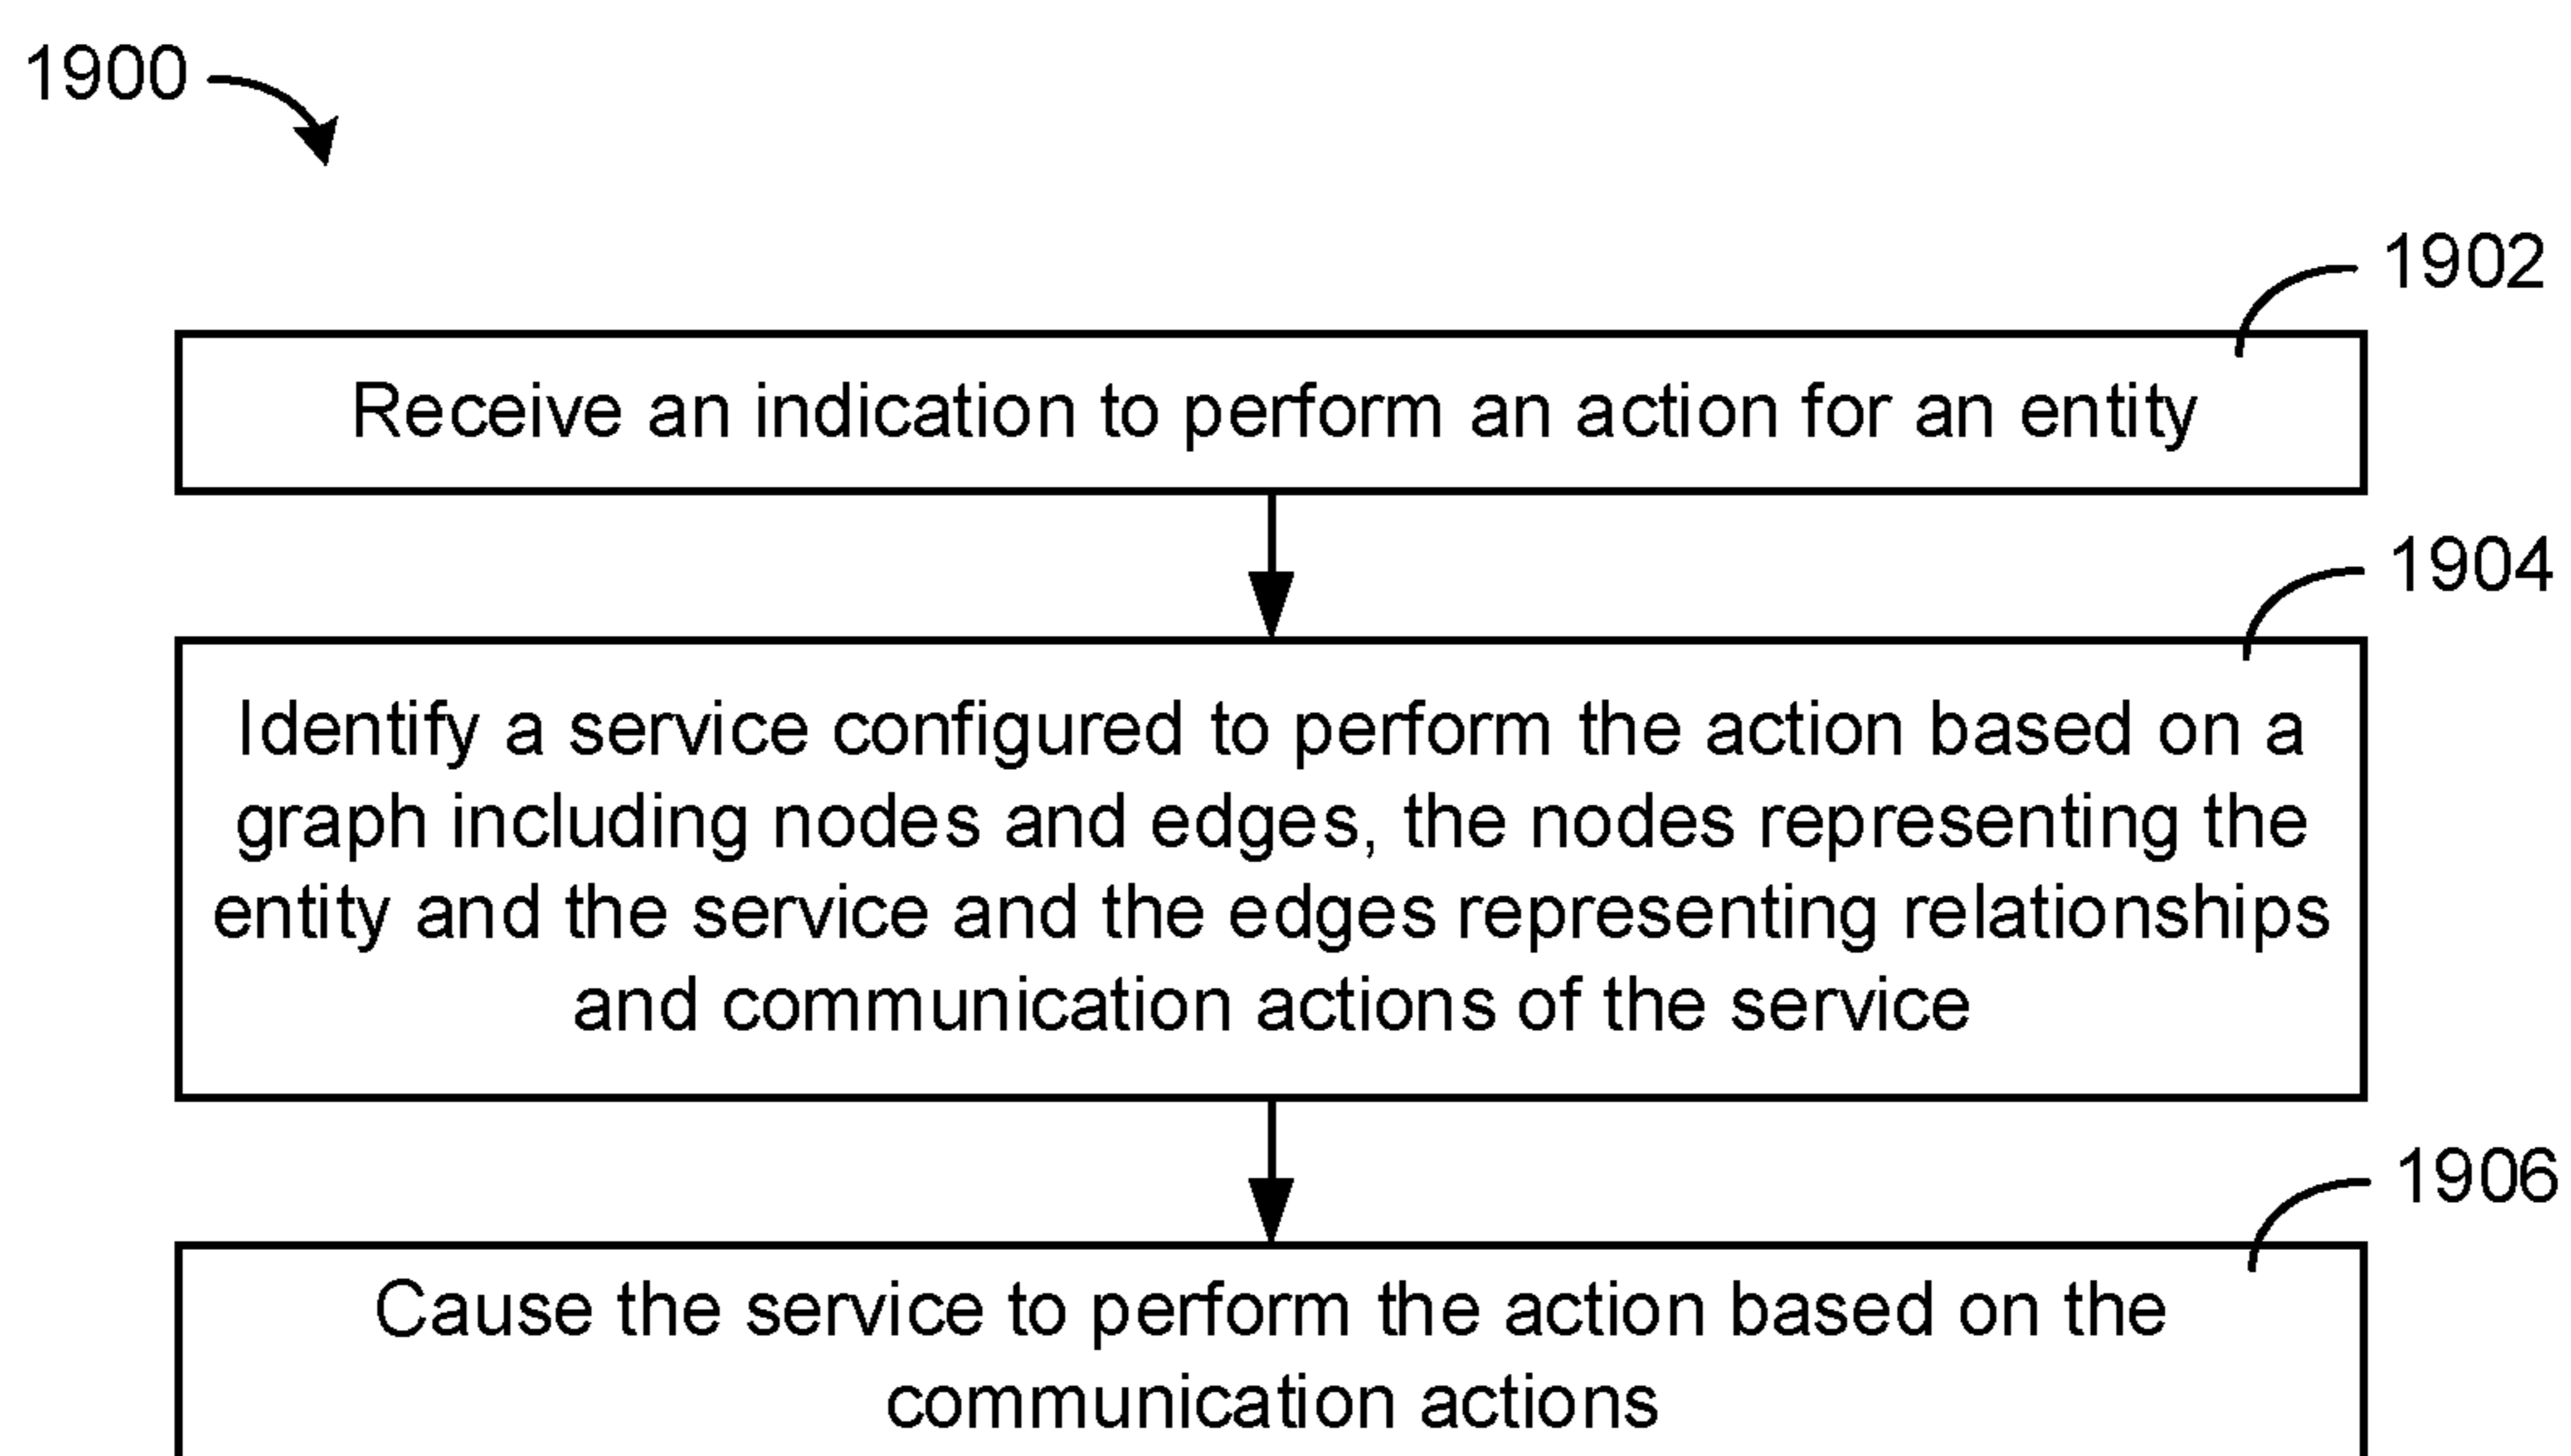 1900
1902
Receive an indication to perform an action for an entity
1904
Identify a service configured to perform the action based on a
graph including nodes and edges, the nodes representing the
entity and the service and the edges representing relationships
and communication actions of the service
1906
Cause the service to perform the action based on the
communication actions